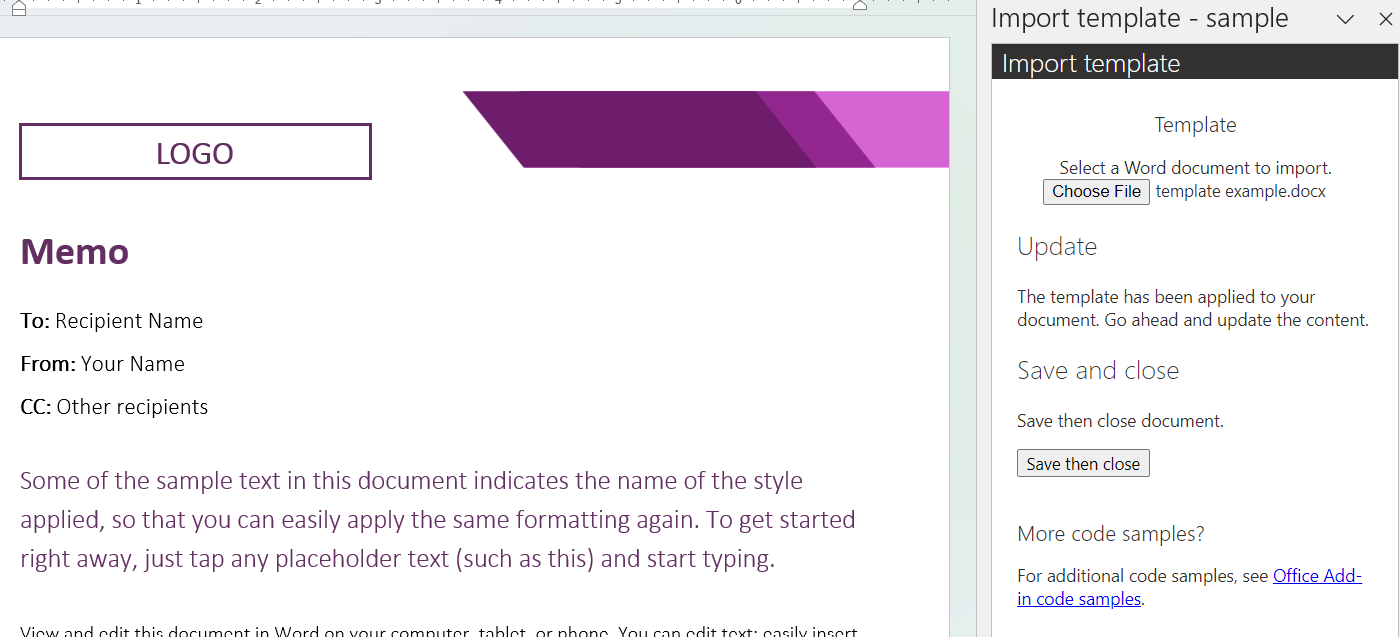 1 2 3 4 5 6
LOGO
Memo
To: Recipient Name
From: Your Name
CC: Other recipients
Some of the sample text in this document indicates the name of the style
applied, so that you can easily apply the same formatting again. To get started
right away, just tap any placeholder text (such as this) and start typing.
View and edit this document in Word on your computer, tablet, or phone. You can edit text; easily insert
Import template - sample
Import template
Template
Select a Word document to import.
Choose File template example.docx
Update
The template has been applied to your
document. Go ahead and update the content.
Save and close
Save then close document.
Save then close
More code samples?
For additional code samples, see Office Add-
in code samples.